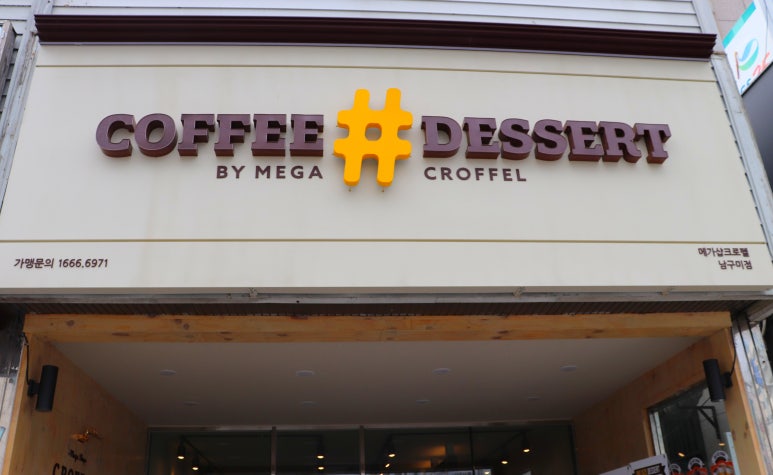 COFFEE # DESSERT
BY MEGA CROFFEL
가맹문의 1666.6971
메가샵크로펠
남구미점